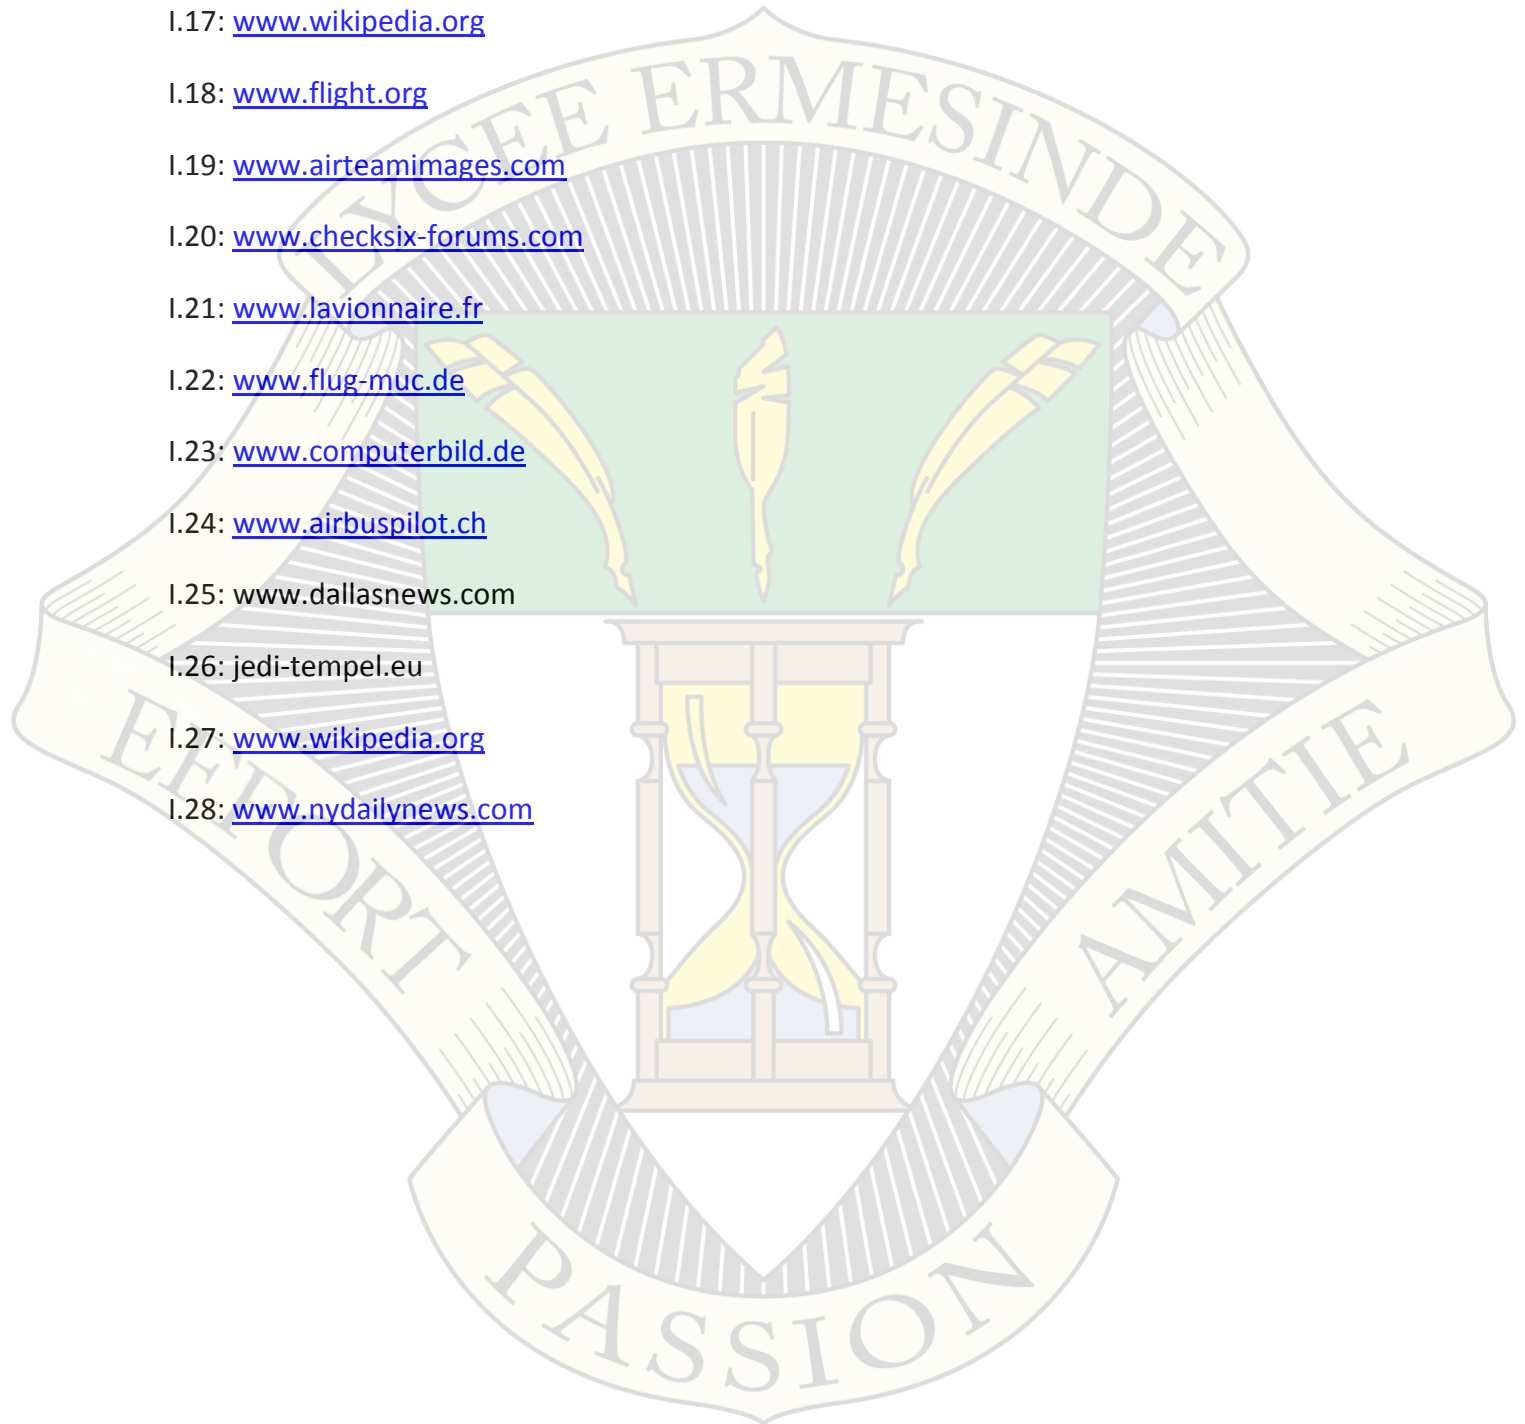 I.17: www.wikipedia.org
I.18: www.flight.org
I.19: www.airteamimages.com
I.20: www.checksix-forums.com
I.21: www.lavionnaire.fr
I.22: www.flug-muc.de
I.23: www.computerbild.de
I.24: www.airbuspilot.ch
I.25: www.dallasnews.com
I.26: jedi-tempel.eu
I.27: www.wikipedia.org
I.28: www.nydailynews.com
LYCEE ERMESINDE
EFFORT
AMITIE
PASSION